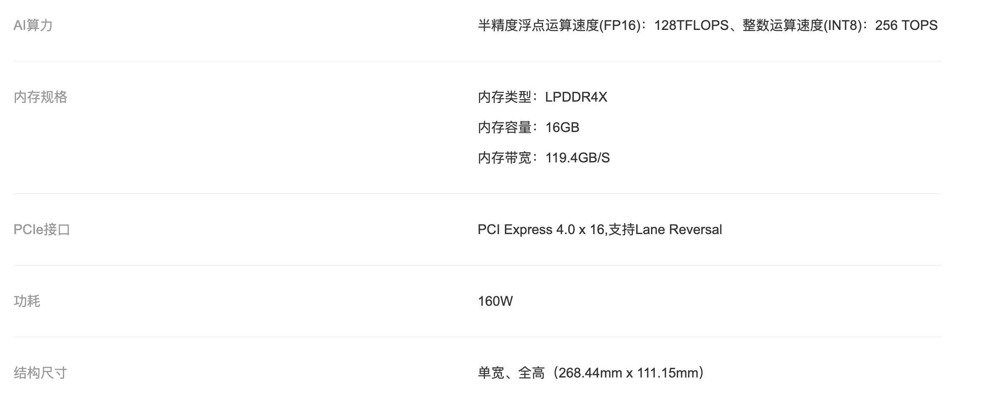 AI算力
半精度浮点运算速度(FP16)：128TFLOPS、整数运算速度(INT8)：256 TOPS
内存规格
内存类型：LPDDR4X
内存容量：16GB
内存带宽：119.4GB/S
PCIe接口
PCI Express 4.0 x 16,支持Lane Reversal
功耗
160W
结构尺寸
单宽、全高（268.44mm x 111.15mm）